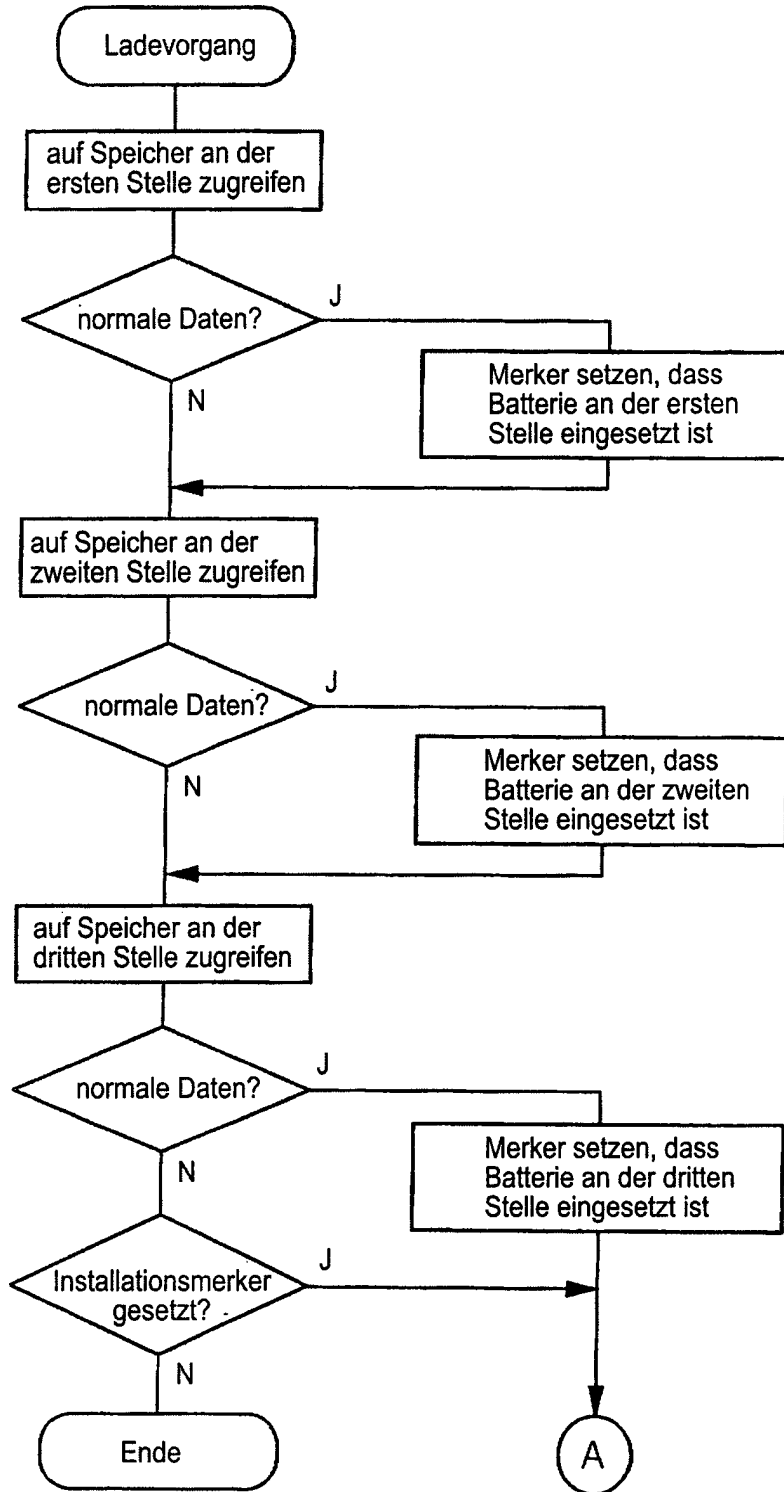 Ladevorgang
auf Speicher an der
ersten Stelle zugreifen
normale Daten?
J
N
Merker setzen, dass
Batterie an der ersten
Stelle eingesetzt ist
auf Speicher an der
zweiten Stelle zugreifen
normale Daten?
J
N
Merker setzen, dass
Batterie an der zweiten
Stelle eingesetzt ist
auf Speicher an der
dritten Stelle zugreifen
normale Daten?
J
N
Merker setzen, dass
Batterie an der dritten
Stelle eingesetzt ist
Installationsmerker
gesetzt?
J
N
Ende
A